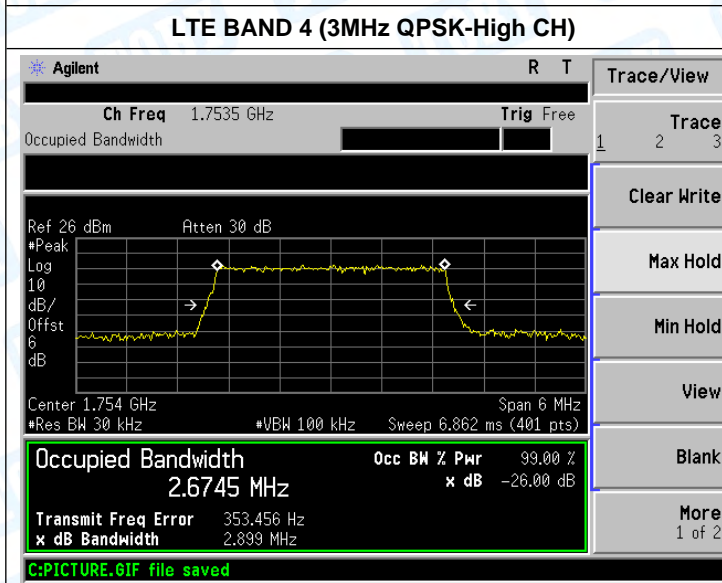 LTE BAND 4 (3MHz QPSK-High CH)
Agilent R T
Trace/View
Ch Freq 1.7535 GHz Trig Free
Occupied Bandwidth
Trace
1 2 3
Clear Write
Ref 26 dBm Atten 30 dB
#Peak
Log
10
dB/
Offst
6
dB
Max Hold
Min Hold
View
Center 1.754 GHz Span 6 MHz
#Res BW 30 kHz #VBW 100 kHz Sweep 6.862 ms (401 pts)
Occupied Bandwidth Occ BW % Pwr 99.00 %
2.6745 MHz x dB -26.00 dB
Blank
Transmit Freq Error 353.456 Hz
x dB Bandwidth 2.899 MHz
More
1 of 2
C:PICTURE.GIF file saved